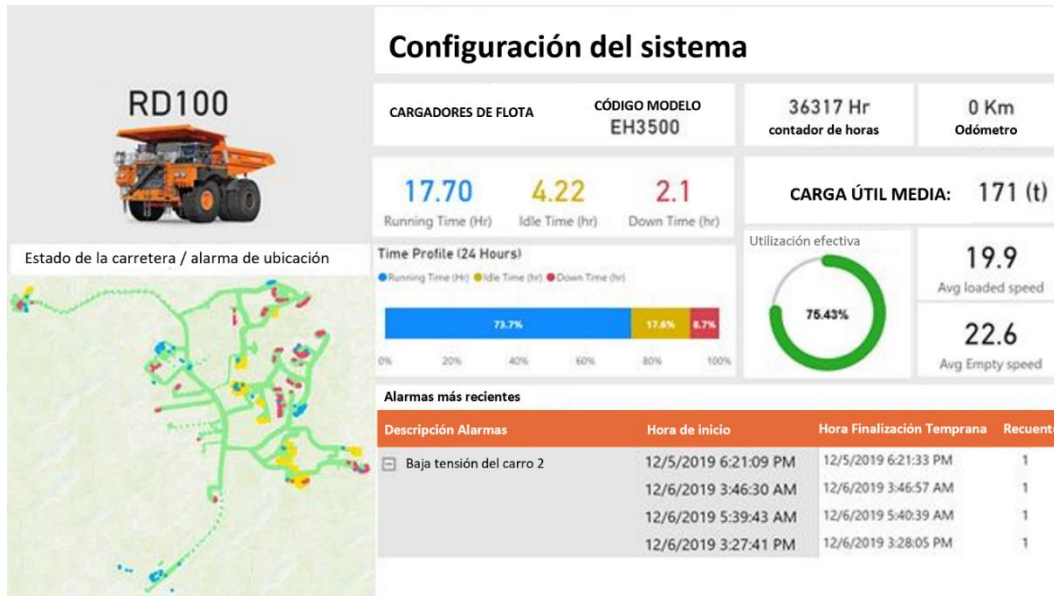 Configuración del sistema
RD100
CARGADORES DE FLOTA
CÓDIGO MODELO
EH3500
36317 Hr
contador de horas
0 Km
Odómetro
17.70
Running Time (Hr)
4.22
Idle Time (hr)
2.1
Down Time (hr)
CARGA ÚTIL MEDIA: 171 (t)
Estado de la carretera / alarma de ubicación
Time Profile (24 Hours)
Running Time (Hr) Idle Time (hr) Down Time (hr)
73.7% 17.6% 8.7%
0% 20% 40% 60% 80% 100%
Utilización efectiva
75.43%
19.9
Avg loaded speed
22.6
Avg Empty speed
Alarmas más recientes
Descripción Alarmas Hora de inicio Hora Finalización Temprana Recuento
Baja tensión del carro 2 12/5/2019 6:21:09 PM 12/5/2019 6:21:33 PM 1
12/6/2019 3:46:30 AM 12/6/2019 3:46:57 AM 1
12/6/2019 5:39:43 AM 12/6/2019 5:40:39 AM 1
12/6/2019 3:27:41 PM 12/6/2019 3:28:05 PM 1